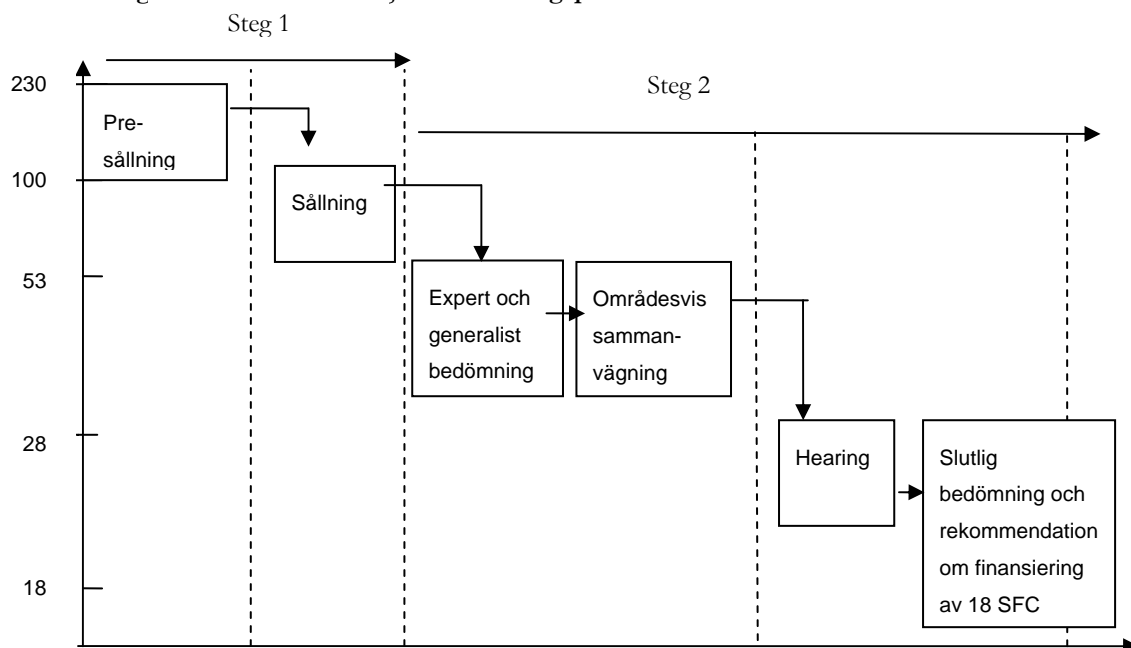 Steg 1
Steg 2
230
Pre-
sållning
100
Sållning
53
Expert och
generalist
bedömning
Områdesvis
samman-
vägning
28
Hearing
Slutlig
bedömning och
rekommendation
om finansiering
av 18 SFC
18